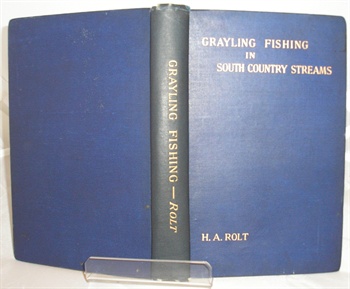 GRAYLING FISHING — ROLT
GRAYLING FISHING
IN
SOUTH COUNTRY STREAMS
H. A. ROLT